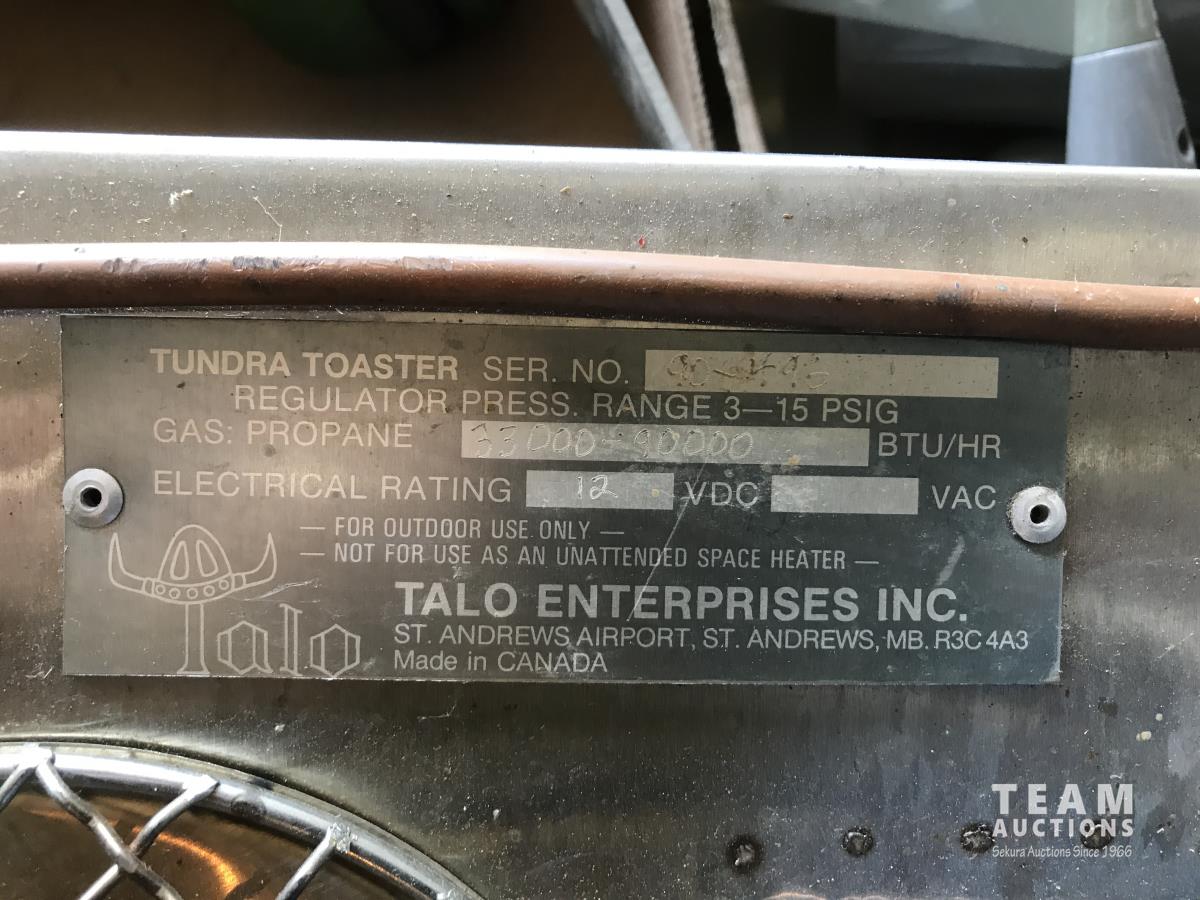 TUNDRA TOASTER SER. NO.
REGULATOR PRESS. RANGE 3—15 PSIG
GAS: PROPANE 33000-90000 BTU/HR
ELECTRICAL RATING 12 VDC VAC
— FOR OUTDOOR USE ONLY —
— NOT FOR USE AS AN UNATTENDED SPACE HEATER —
Talo
TALO ENTERPRISES INC.
ST. ANDREWS AIRPORT, ST. ANDREWS, MB. R3C 4A3
Made in CANADA
TEAM
AUCTIONS
Sekura Auctions Since 1966